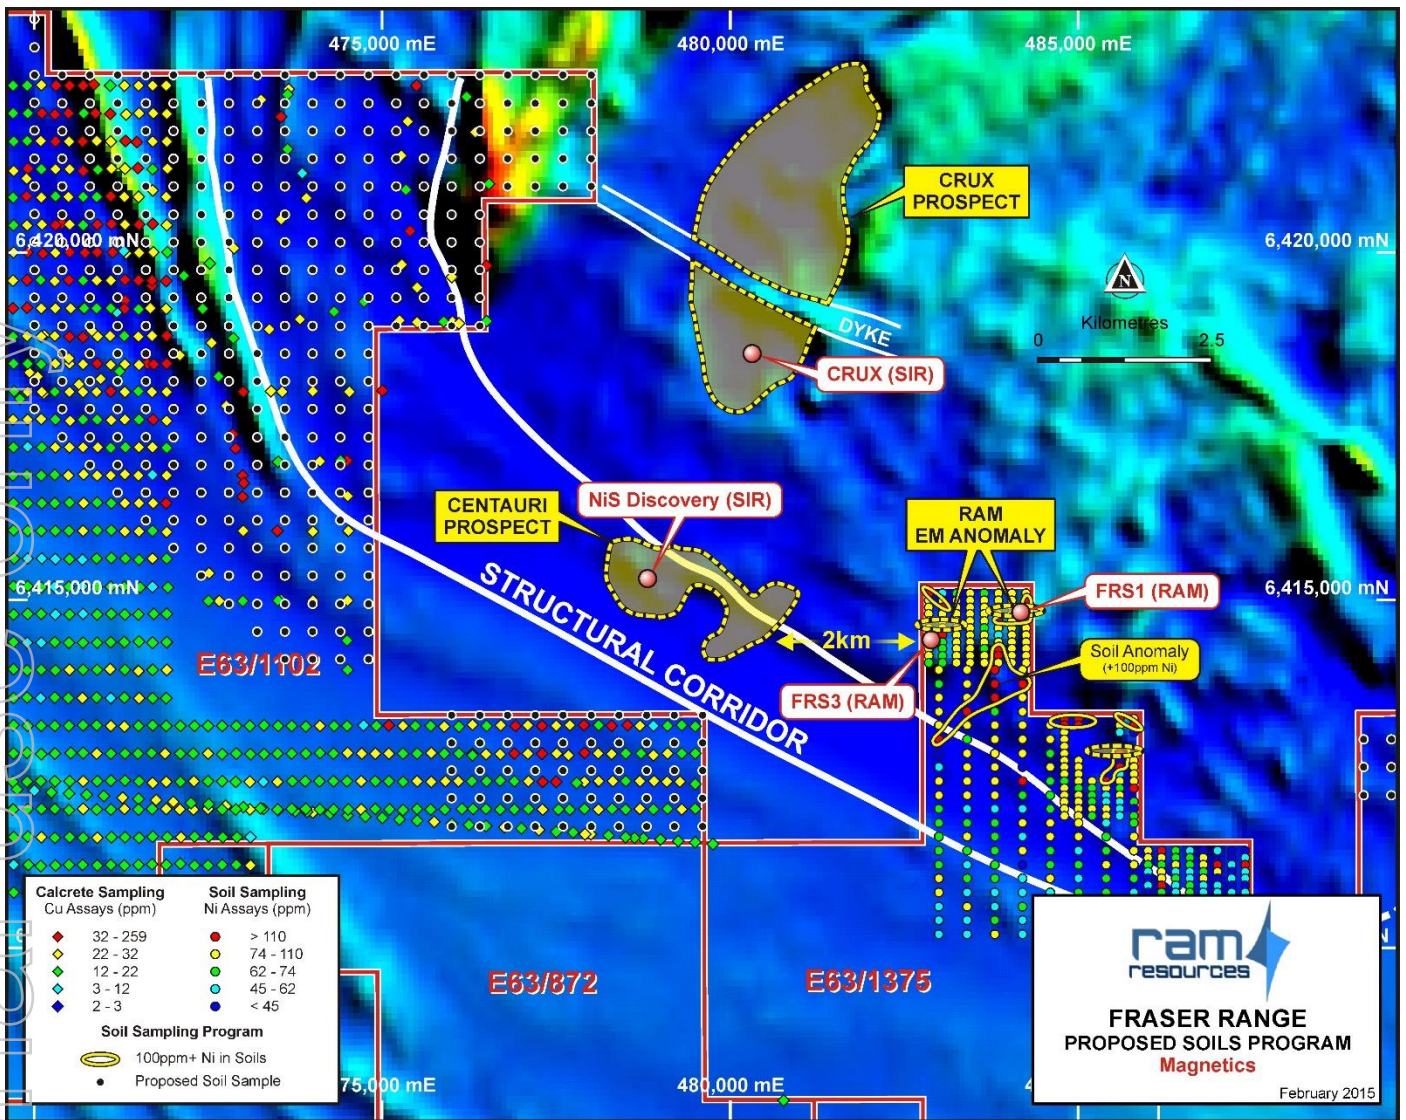 475,000 mE
480,000 mE
485,000 mE
CRUX
PROSPECT
6,420,000 mN
6,420,000 mN
N
Kilometres
0
2.5
DYKE
CRUX (SIR)
CENTAURI
PROSPECT
NiS Discovery (SIR)
RAM
EM ANOMALY
6,415,000 mN
6,415,000 mN
FRS1 (RAM)
STRUCTURAL CORRIDOR
2km
Soil Anomaly
(+100ppm Ni)
E63/1102
FRS3 (RAM)
Calcrete Sampling
Cu Assays (ppm)
32 - 259
22 - 32
12 - 22
3 - 12
2 - 3
Soil Sampling
Ni Assays (ppm)
> 110
74 - 110
62 - 74
45 - 62
< 45
Soil Sampling Program
100ppm+ Ni in Soils
Proposed Soil Sample
E63/872
E63/1375
75,000 mE
480,000 mE
ram
resources
FRASER RANGE
PROPOSED SOILS PROGRAM
Magnetics
February 2015